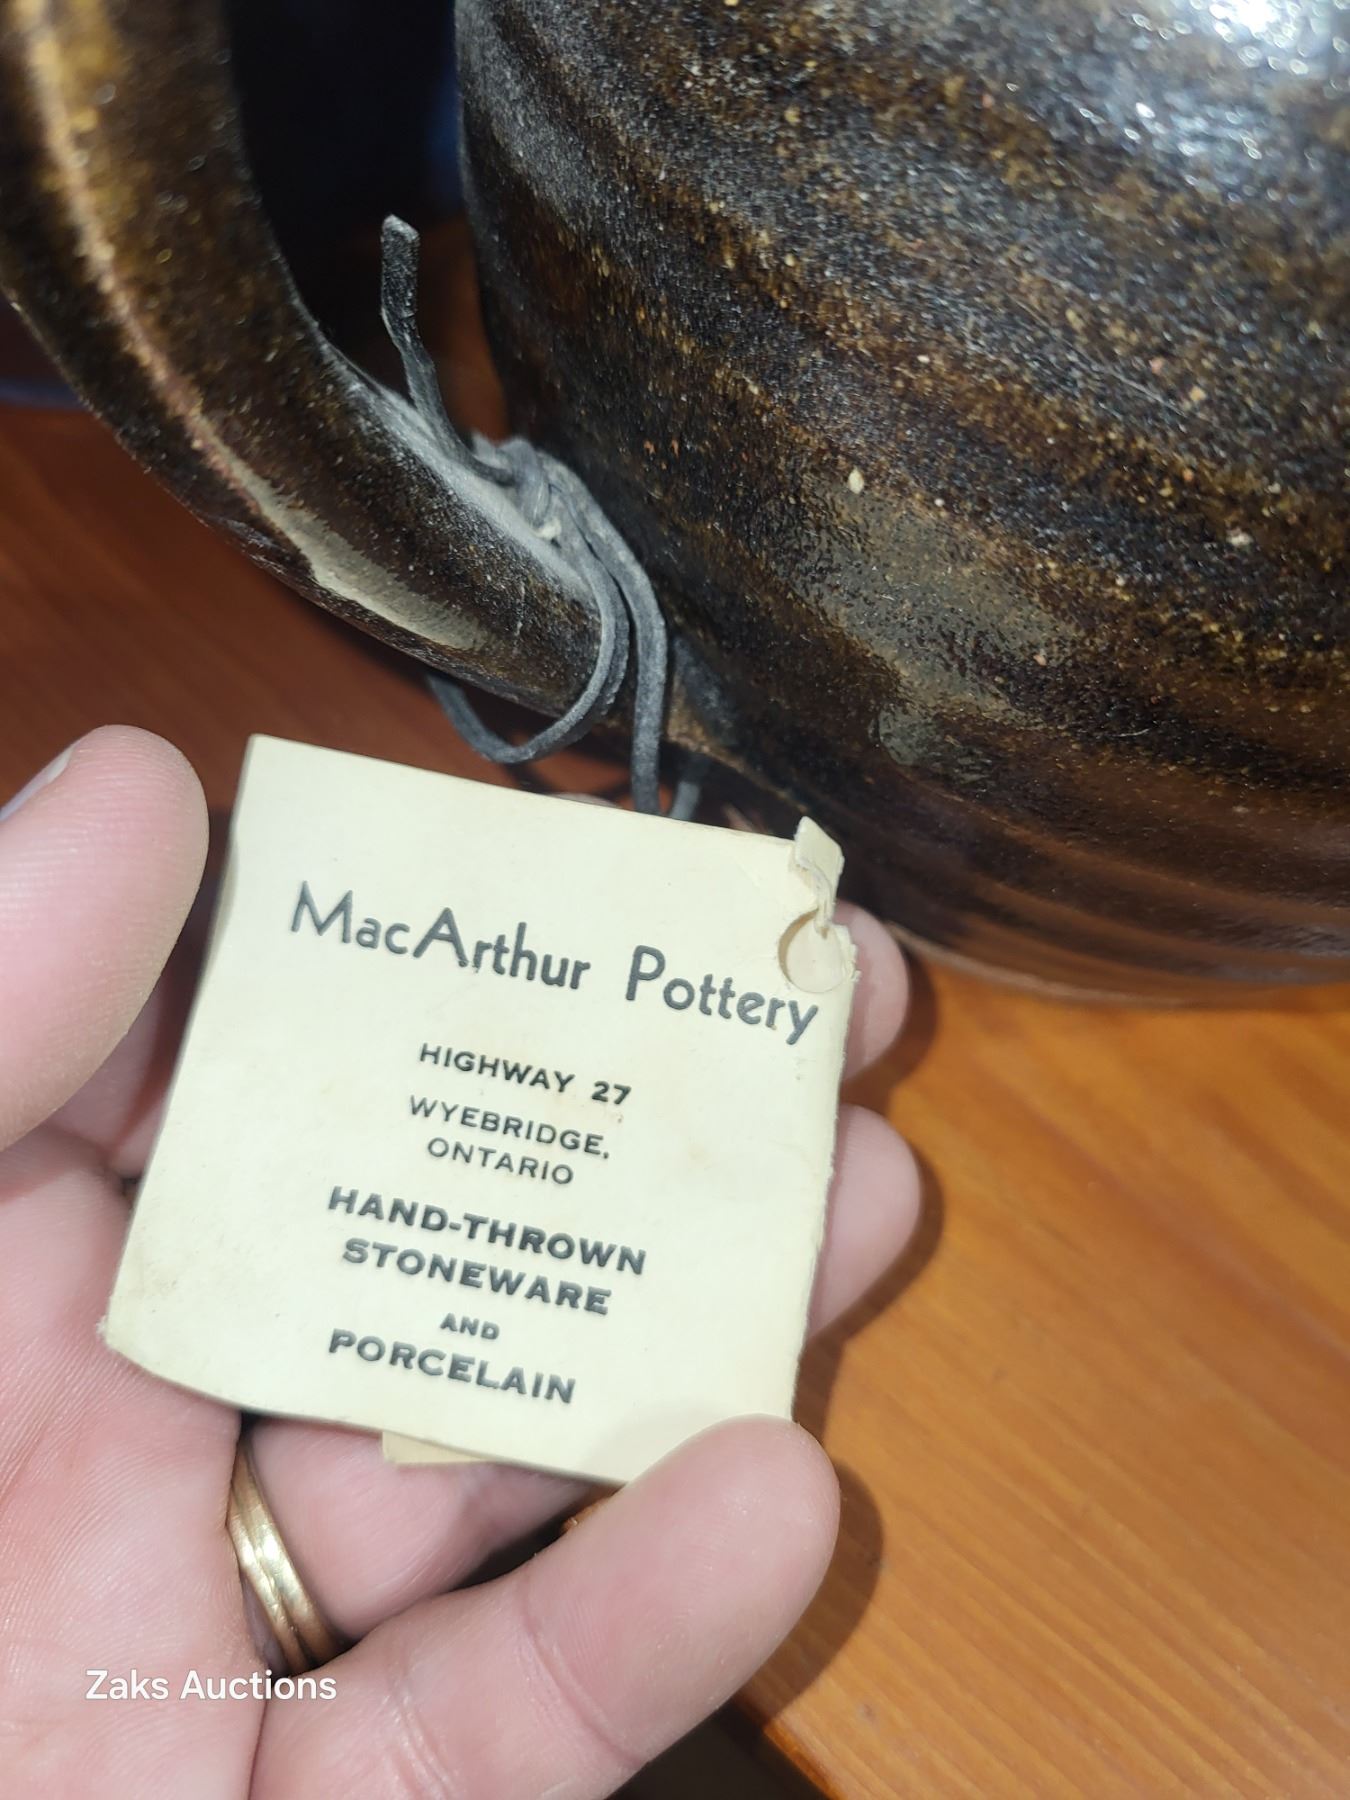 MacArthur Pottery
HIGHWAY 27
WYEBRIDGE,
ONTARIO
HAND-THROWN
STONEWARE
AND
PORCELAIN
Zaks Auctions